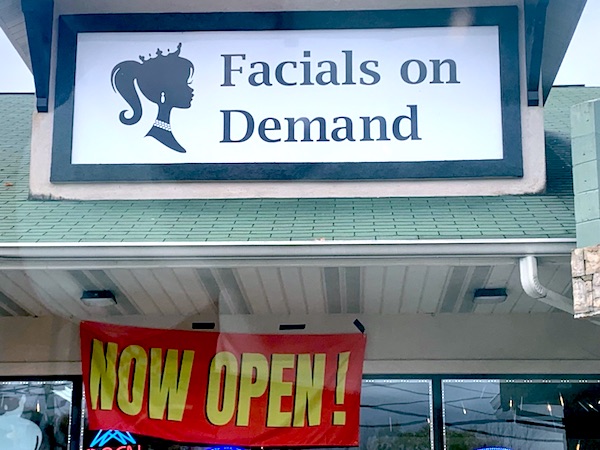 Facials on
Demand
NOW OPEN!